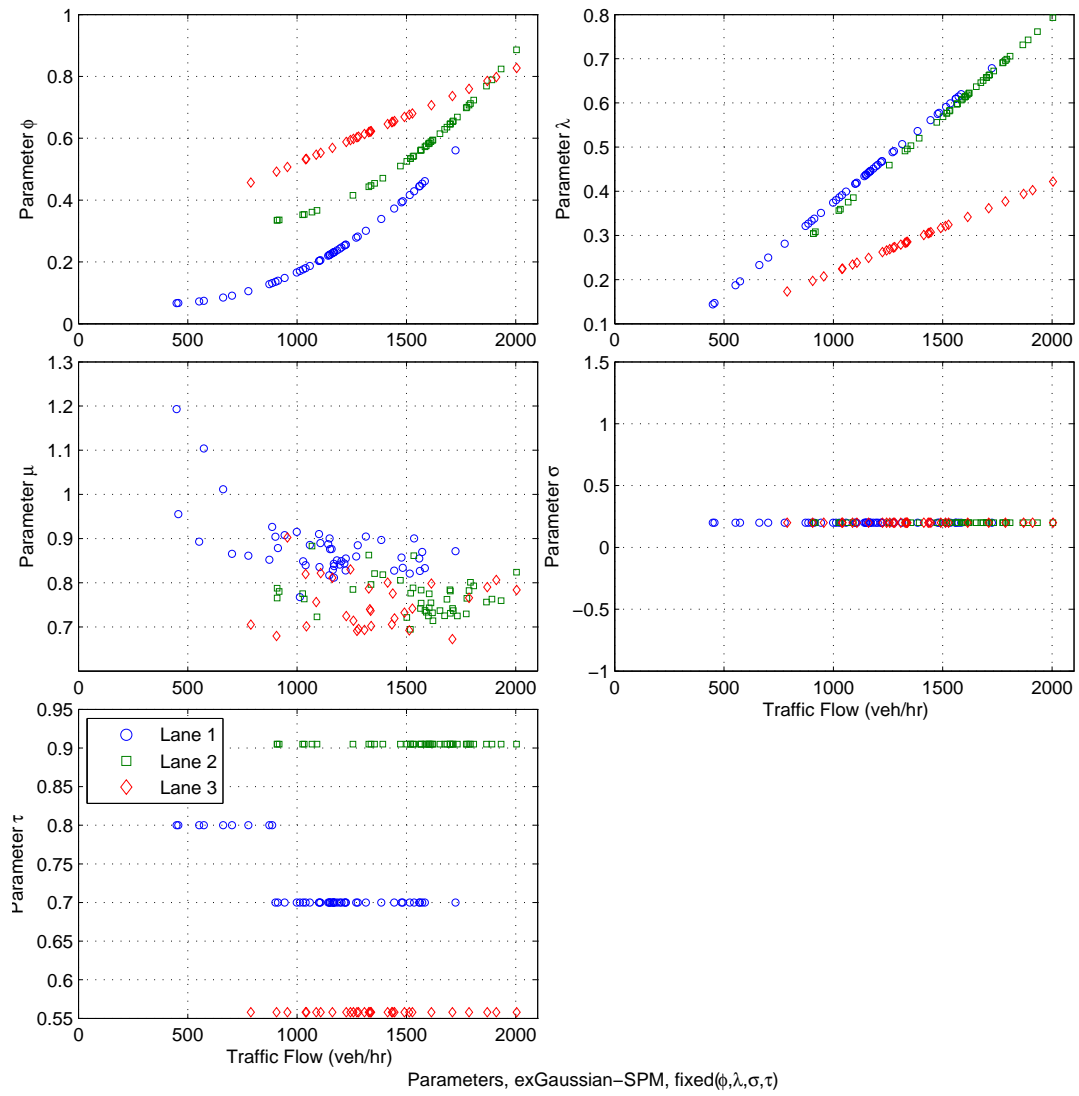 1
0.8
0.6
0.4
0.2
0
Parameter ϕ
0 500 1000 1500 2000
0.8
0.7
0.6
0.5
0.4
0.3
0.2
0.1
Parameter λ
0 500 1000 1500 2000
1.3
1.2
1.1
1
0.9
0.8
0.7
Parameter μ
0 500 1000 1500 2000
1.5
1
0.5
0
−0.5
−1
Parameter σ
0 500 1000 1500 2000
Traffic Flow (veh/hr)
0.95
0.9
0.85
0.8
0.75
0.7
0.65
0.6
0.55
Parameter τ
Lane 1
Lane 2
Lane 3
0 500 1000 1500 2000
Traffic Flow (veh/hr)
Parameters, exGaussian−SPM, fixed(ϕ,λ,σ,τ)